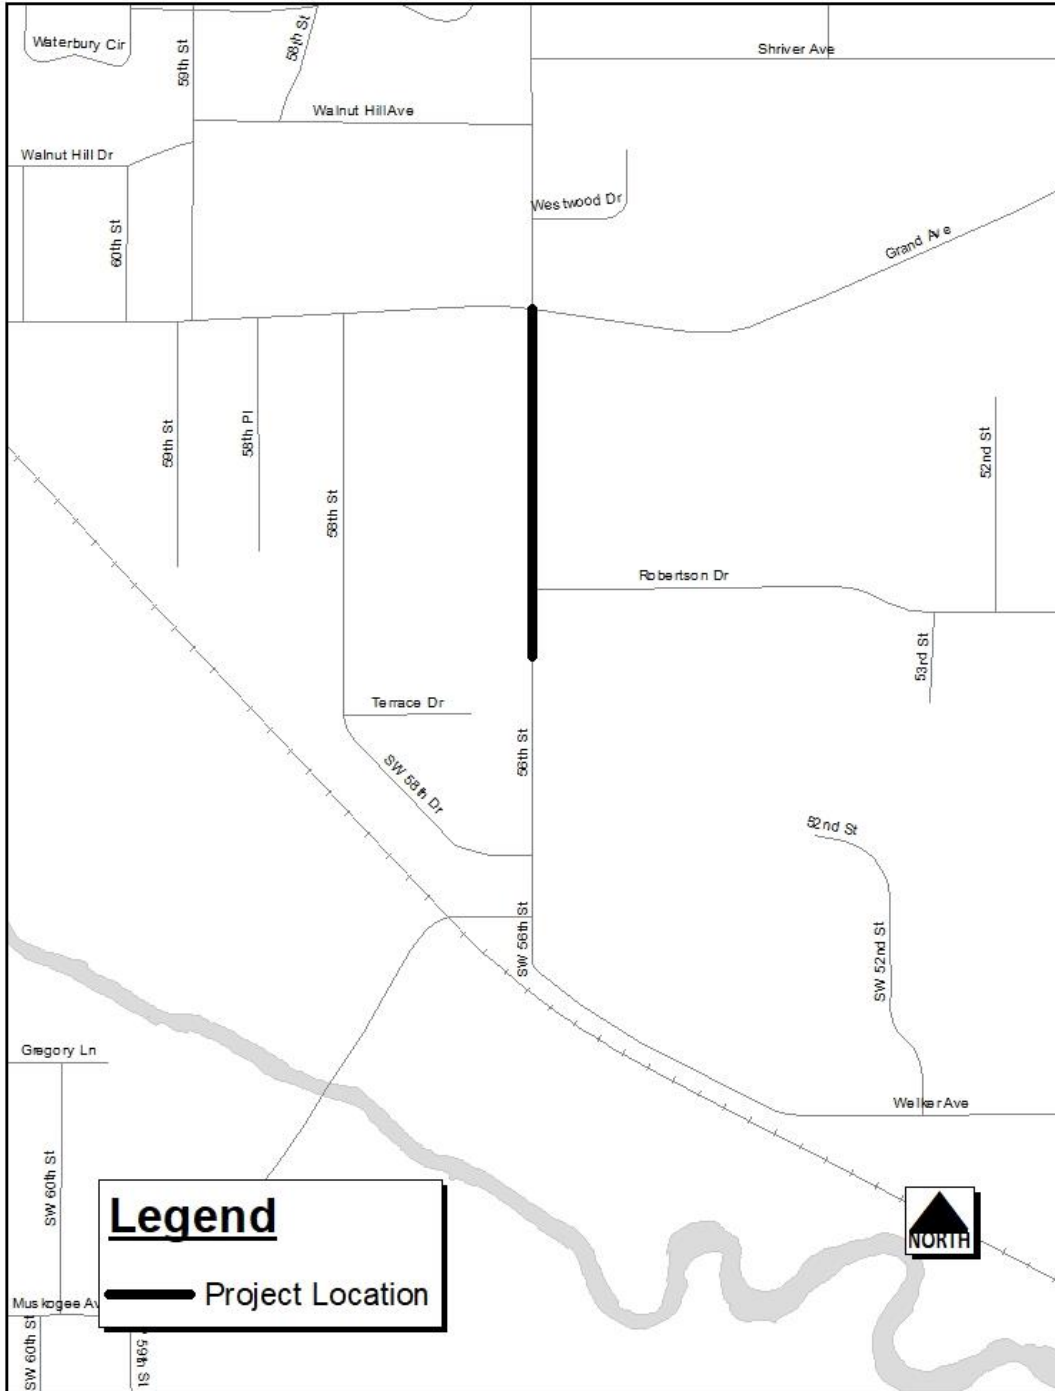 Waterbury Cir
59th St
58th St
Shriver Ave
Walnut Hill Ave
Walnut Hill Dr
60th St
Westwood Dr
Grand Ave
59th St
58th Pl
58th St
52nd St
Robertson Dr
53rd St
Terrace Dr
56th St
SW 58th Dr
52nd St
SW 56th St
SW 52nd St
Gregory Ln
Welker Ave
SW 60th St
Legend
Project Location
NORTH
Muskogee Av
SW 60th St
59th St